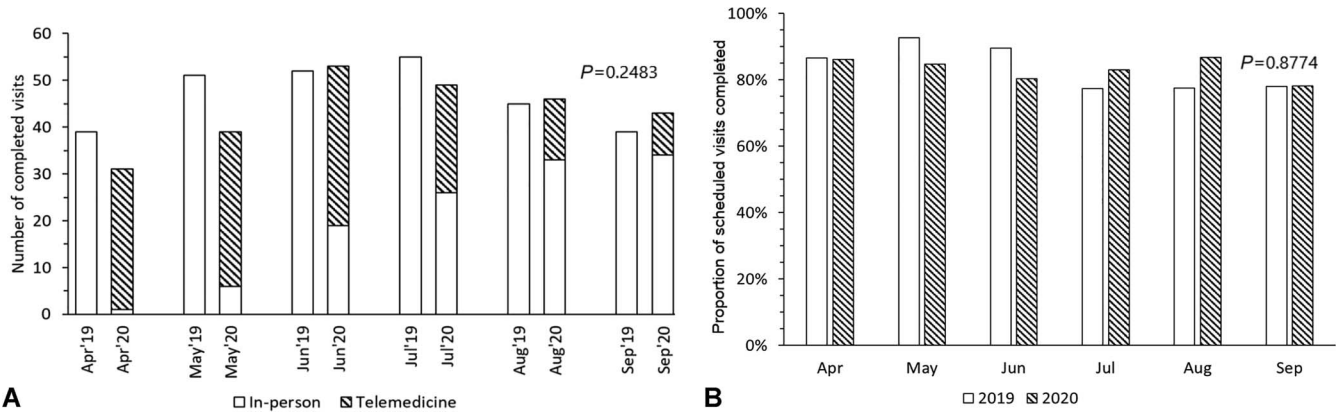 Number of completed visits
60
50
40
30
20
10
0
P=0.2483
Apr'19
Apr'20
May'19
May'20
Jun'19
Jun'20
Jul'19
Jul'20
Aug'19
Aug'20
Sep'19
Sep'20
A
In-person Telemedicine
Proportion of scheduled visits completed
100%
80%
60%
40%
20%
0%
P=0.8774
Apr May Jun Jul Aug Sep
B
2019 2020